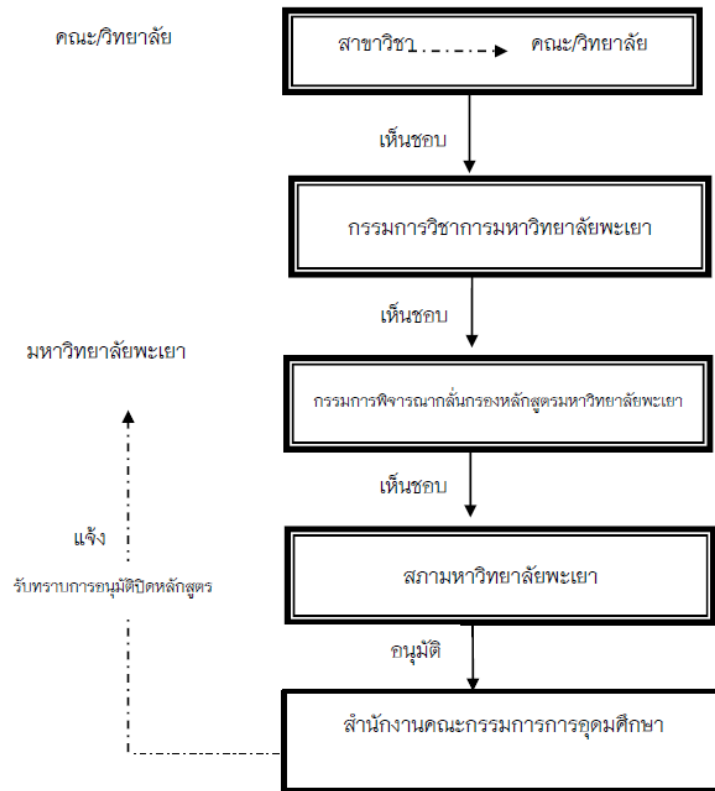 คณะ/วิทยาลัย
สาขาวิชา คณะ/วิทยาลัย
เห็นชอบ
กรรมการวิชาการมหาวิทยาลัยพะเยา
เห็นชอบ
มหาวิทยาลัยพะเยา
กรรมการพิจารณากลั่นกรองหลักสูตรมหาวิทยาลัยพะเยา
เห็นชอบ
แจ้ง
รับทราบการอนุมัติปิดหลักสูตร
สภามหาวิทยาลัยพะเยา
อนุมัติ
สำนักงานคณะกรรมการการอุดมศึกษา